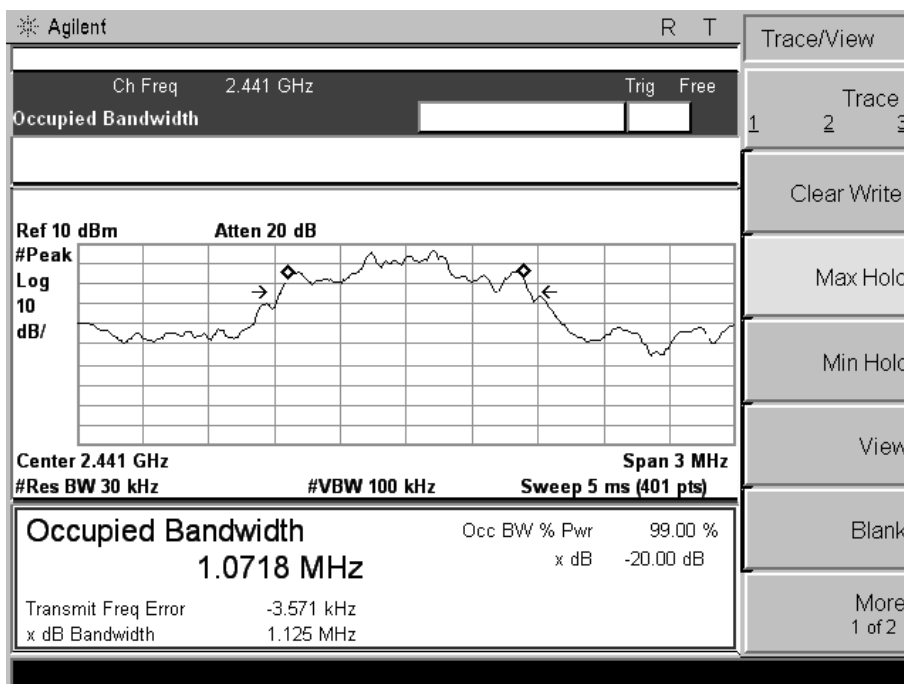 Agilent R T
Ch Freq 2.441 GHz Trig Free
Occupied Bandwidth
Ref 10 dBm Atten 20 dB
#Peak
Log
10
dB/
Center 2.441 GHz Span 3 MHz
#Res BW 30 kHz #VBW 100 kHz Sweep 5 ms (401 pts)
Occupied Bandwidth
1.0718 MHz
Occ BW % Pwr 99.00 %
x dB -20.00 dB
Transmit Freq Error -3.571 kHz
x dB Bandwidth 1.125 MHz
Trace/View
Trace
1 2 3
Clear Write
Max Hold
Min Hold
View
Blank
More
1 of 2